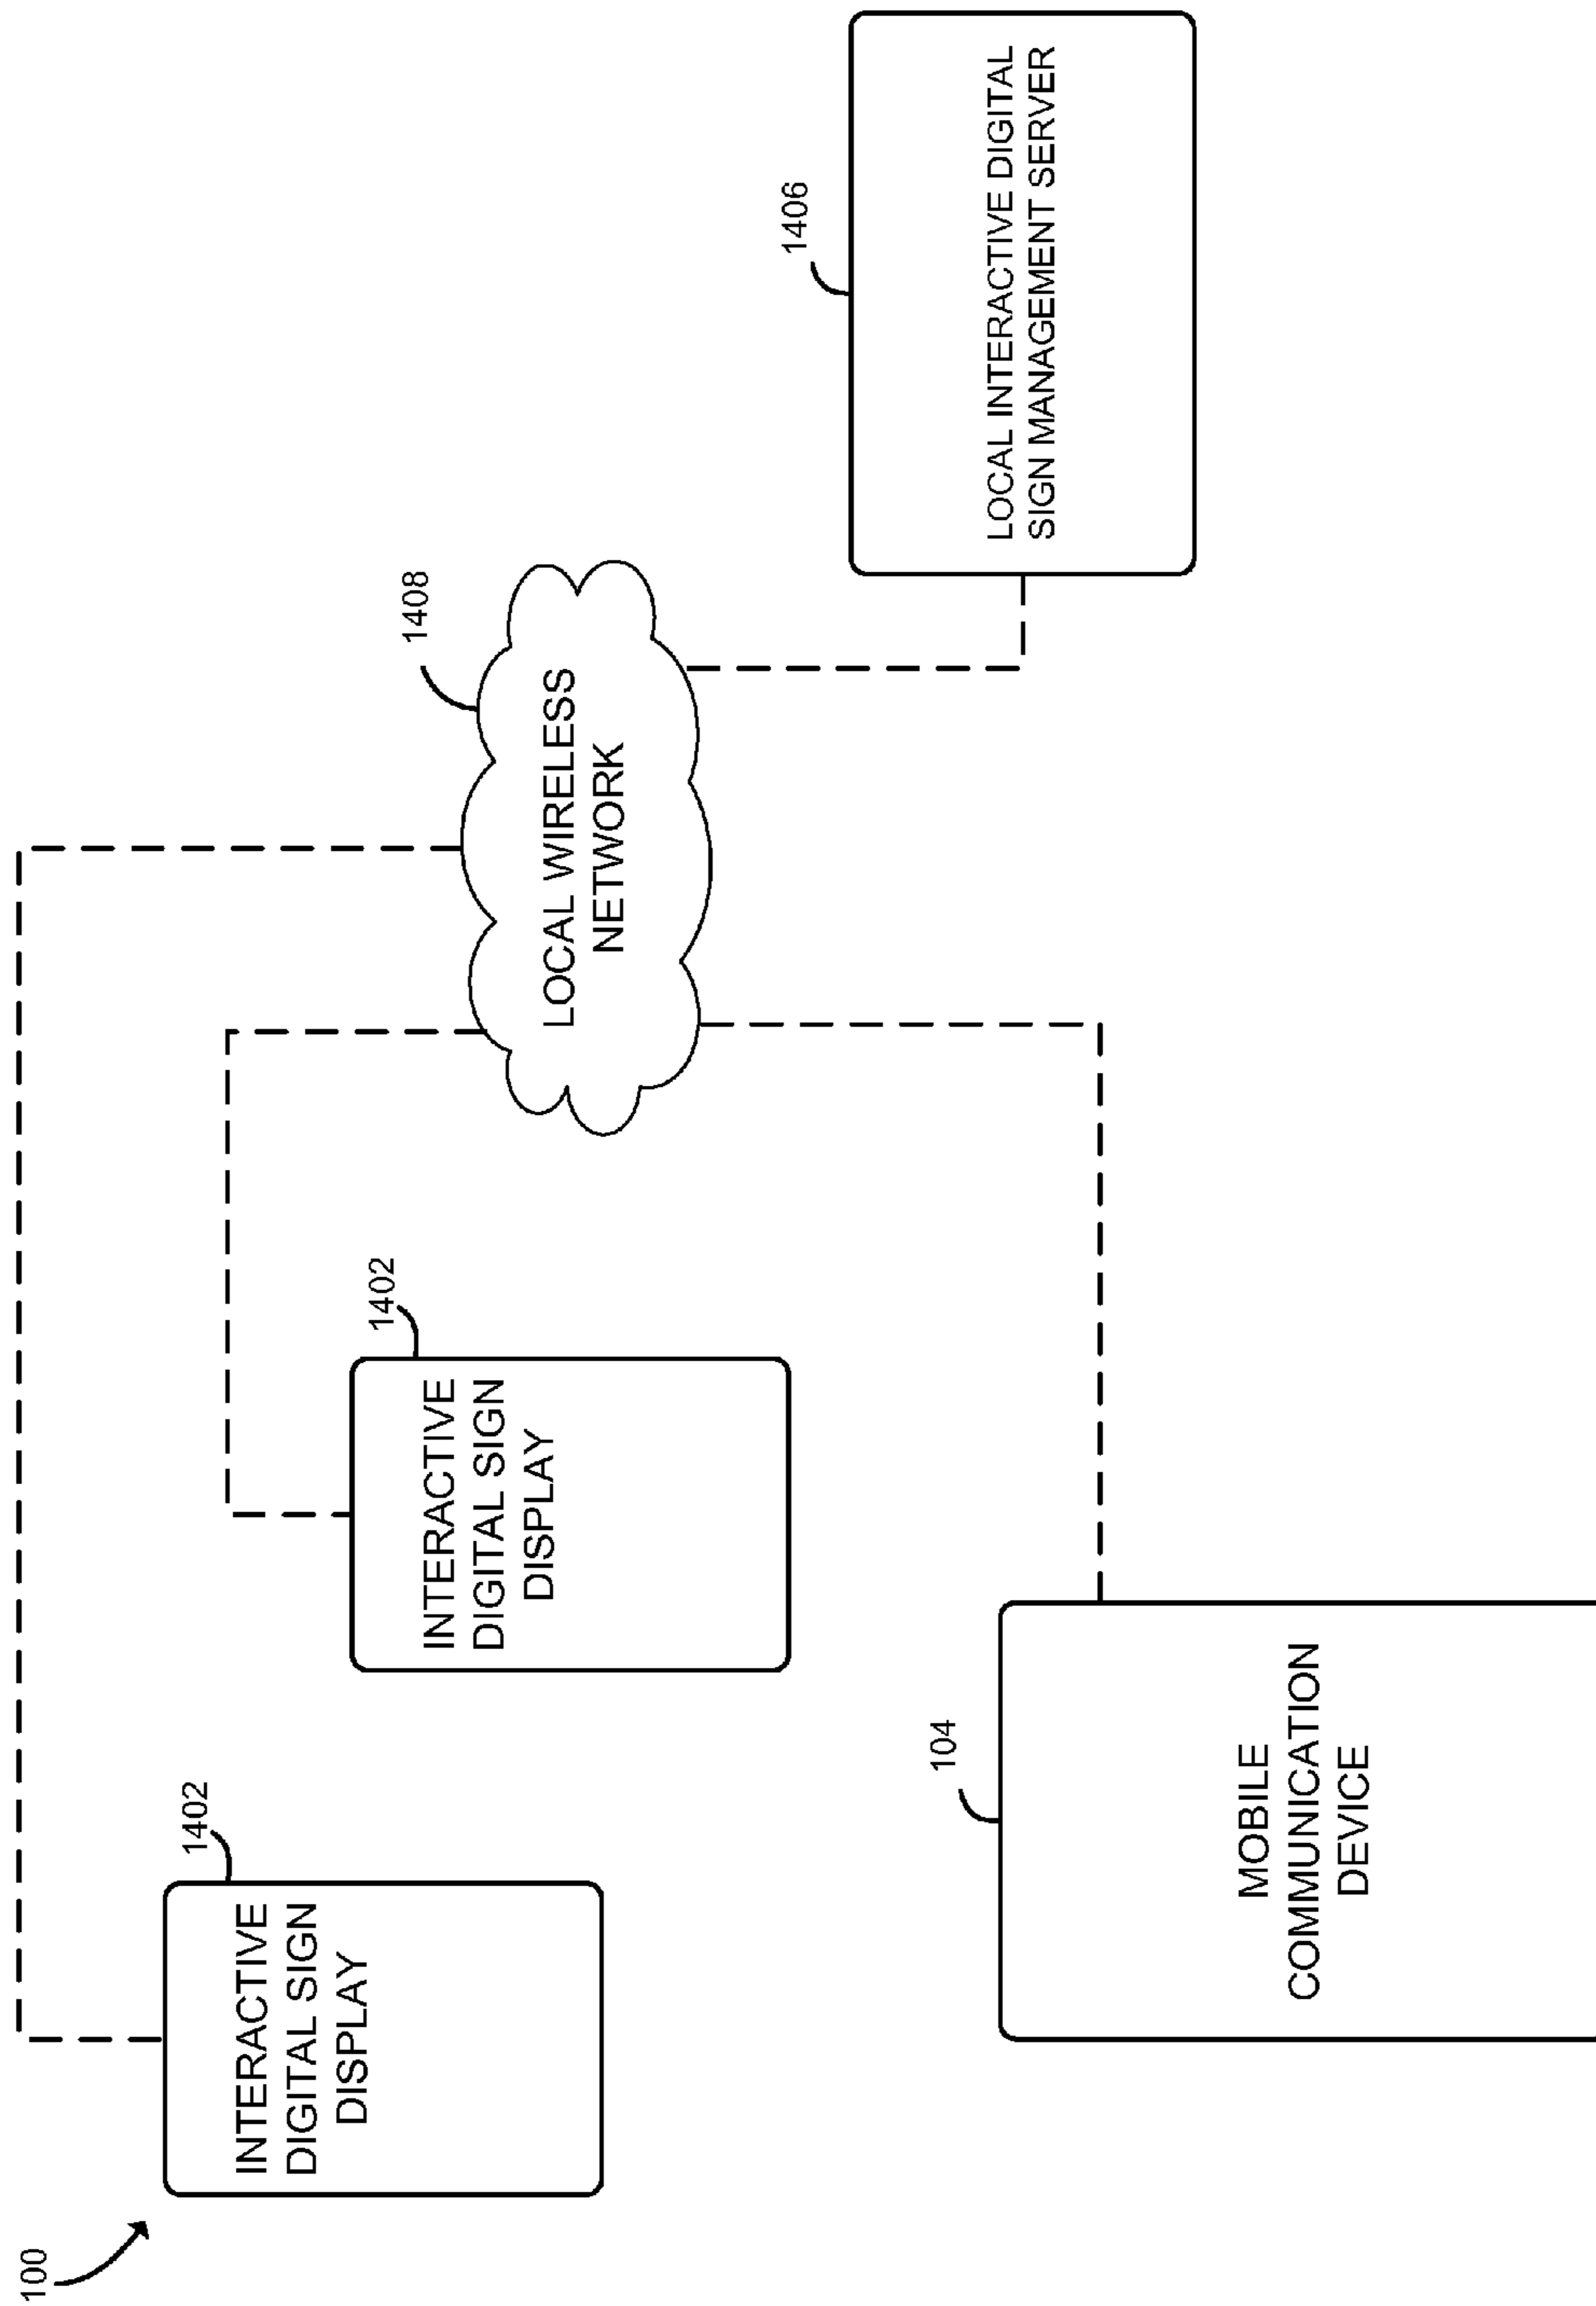 100
1402
INTERACTIVE
DIGITAL SIGN
DISPLAY
1402
INTERACTIVE
DIGITAL SIGN
DISPLAY
1408
LOCAL WIRELESS
NETWORK
104
MOBILE
COMMUNICATION
DEVICE
1406
LOCAL INTERACTIVE DIGITAL
SIGN MANAGEMENT SERVER